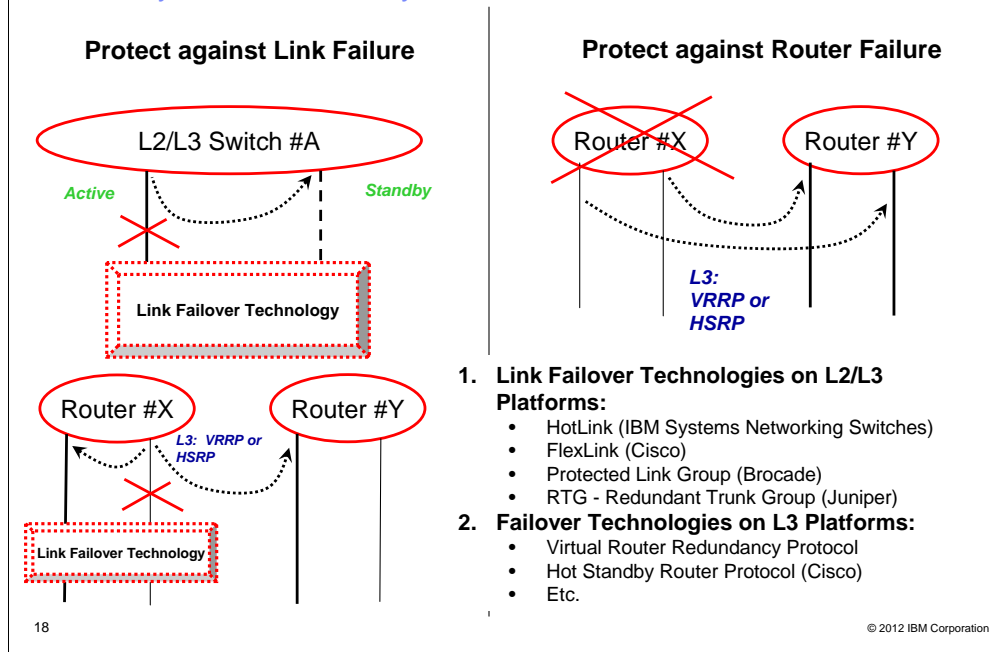 Protect against Link Failure
L2/L3 Switch #A
Active
Standby
Link Failover Technology
Router #X
Router #Y
L3: VRRP or
HSRP
Link Failover Technology
Protect against Router Failure
Router #X
Router #Y
L3:
VRRP or
HSRP
1. Link Failover Technologies on L2/L3
Platforms:
• HotLink (IBM Systems Networking Switches)
• FlexLink (Cisco)
• Protected Link Group (Brocade)
• RTG - Redundant Trunk Group (Juniper)
2. Failover Technologies on L3 Platforms:
• Virtual Router Redundancy Protocol
• Hot Standby Router Protocol (Cisco)
• Etc.
18
© 2012 IBM Corporation